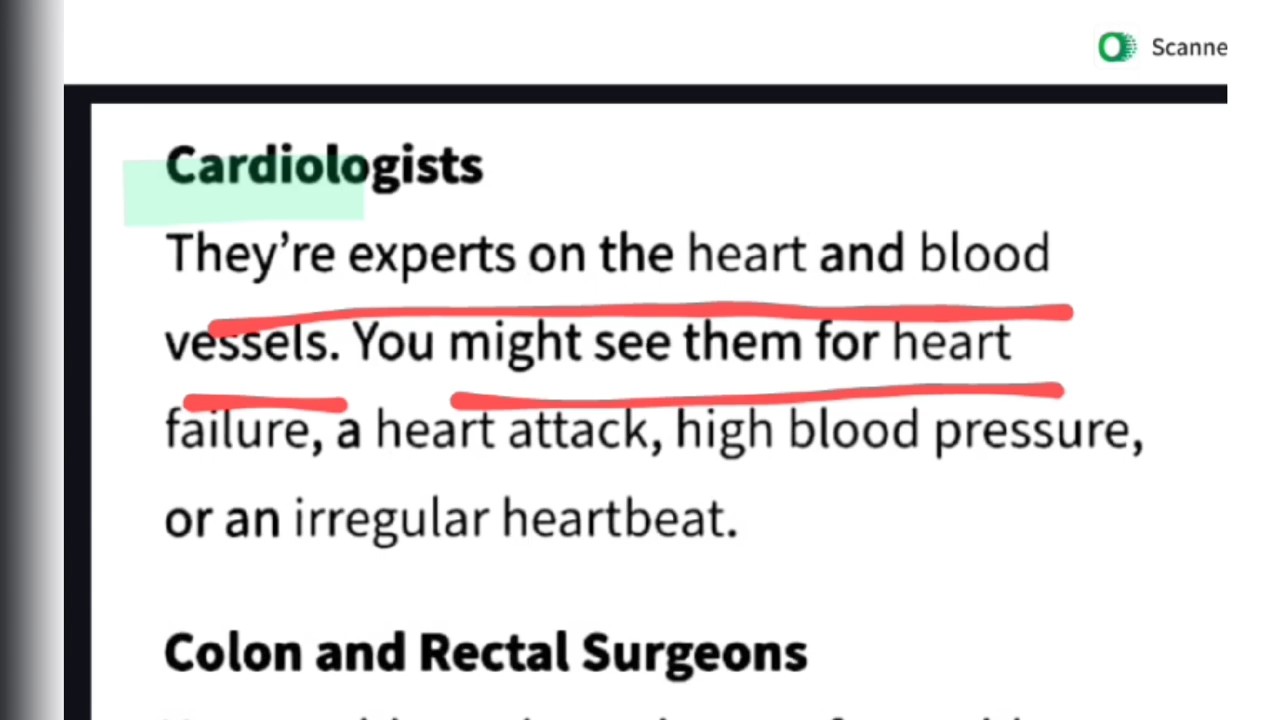 Scanne
Cardiologists
They’re experts on the heart and blood
vessels. You might see them for heart
failure, a heart attack, high blood pressure,
or an irregular heartbeat.
Colon and Rectal Surgeons